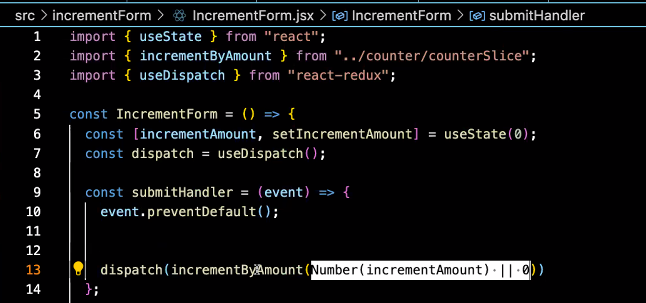 src > incrementForm > IncrementForm.jsx > IncrementForm > submitHandler
1 import { useState } from "react";
2 import { incrementByAmount } from "../counter/counterSlice";
3 import { useDispatch } from "react-redux";
4
5 const IncrementForm = () => {
6 const [incrementAmount, setIncrementAmount] = useState(0);
7 const dispatch = useDispatch();
8
9 const submitHandler = (event) => {
10 event.preventDefault();
11
12
13 dispatch(incrementByAmount(Number(incrementAmount) || 0))
14 };